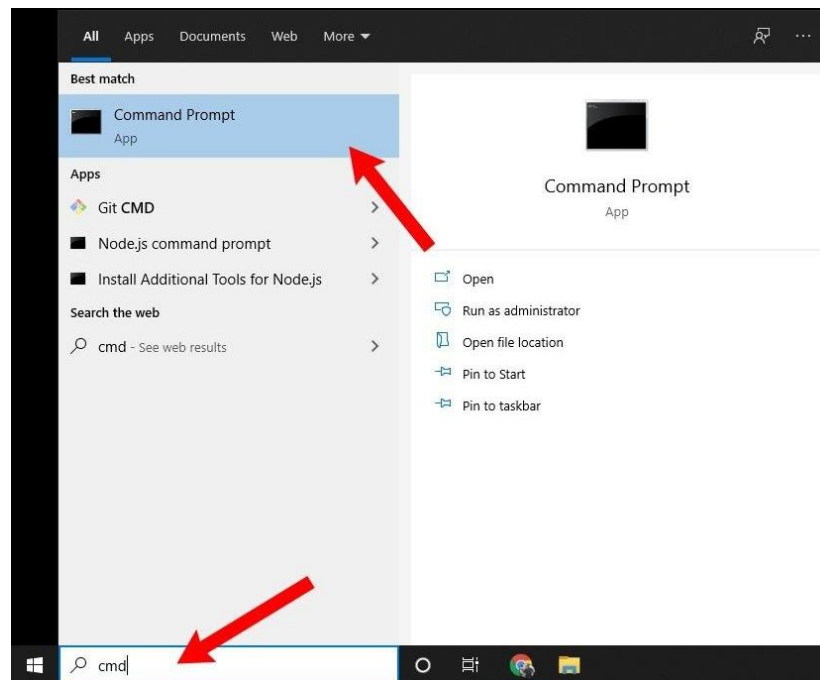 All Apps Documents Web More
Best match
Command Prompt
App
Apps
Git CMD
Node.js command prompt
Install Additional Tools for Node.js
Search the web
cmd - See web results
Command Prompt
App
Open
Run as administrator
Open file location
Pin to Start
Pin to taskbar
cmd